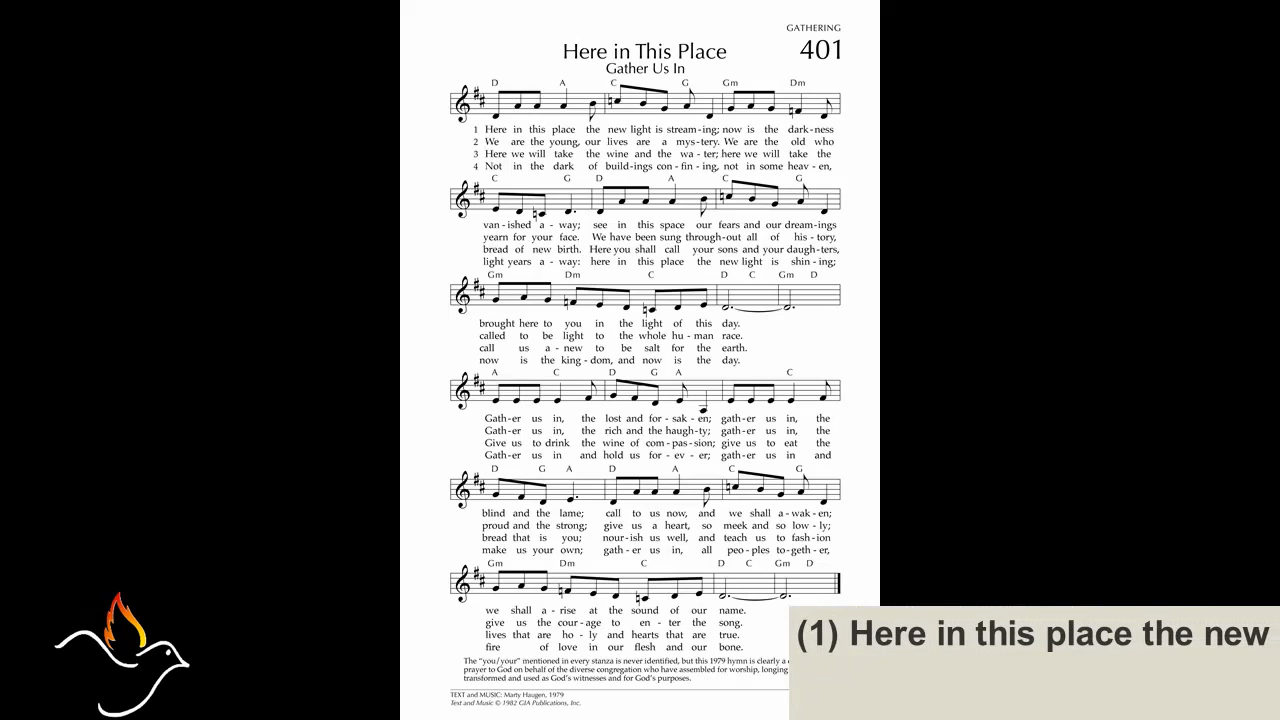 GATHERING
Here in This Place
401
Gather Us In
D A C G Gm Dm
1 Here in this place the new light is stream-ing; now is the dark-ness
2 We are the young, our lives are a mys-tery. We are the old who
3 Here we will take the wine and the wa-ter; here we will take the
4 Not in the dark of build-ings con-fin-ing, not in some heav-en,
C G D A C G
van-ished a-way; see in this space our fears and our dream-ings
yearn for your face. We have been sung through-out all of his-tory,
bread of new birth. Here you shall call your sons and your daugh-ters,
light years a-way: here in this place the new light is shin-ing;
Gm Dm C D C Gm D
brought here to you in the light of this day.
called to be light to the whole hu-man race.
call us a-new to be salt for the earth.
now is the king-dom, and now is the day.
A C D G A C
Gath-er us in, the lost and for-sak-en; gath-er us in, the
Gath-er us in, the rich and the haugh-ty; gath-er us in, the
Give us to drink the wine of com-pas-sion; give us to eat the
Gath-er us in and hold us for-ev-er; gath-er us in and
D G A D A C G
blind and the lame; call to us now, and we shall a-wak-en;
proud and the strong; give us a heart, so meek and so low-ly;
bread that is you; nour-ish us well, and teach us to fash-ion
make us your own; gath-er us in, all peo-ples to-geth-er,
Gm Dm C D C Gm D
we shall a-rise at the sound of our name.
give us the cour-age to en-ter the song.
lives that are ho-ly and hearts that are true.
fire of love in our flesh and our bone.
(1) Here in this place the new
The "you/your" mentioned in every stanza is never identified, but this 1979 hymn is clearly a
prayer to God on behalf of the diverse congregation who have assembled for worship, longing
transformed and used as God's witnesses and for God's purposes.
TEXT and MUSIC: Marty Haugen, 1979
Text and Music © 1982 GIA Publications, Inc.